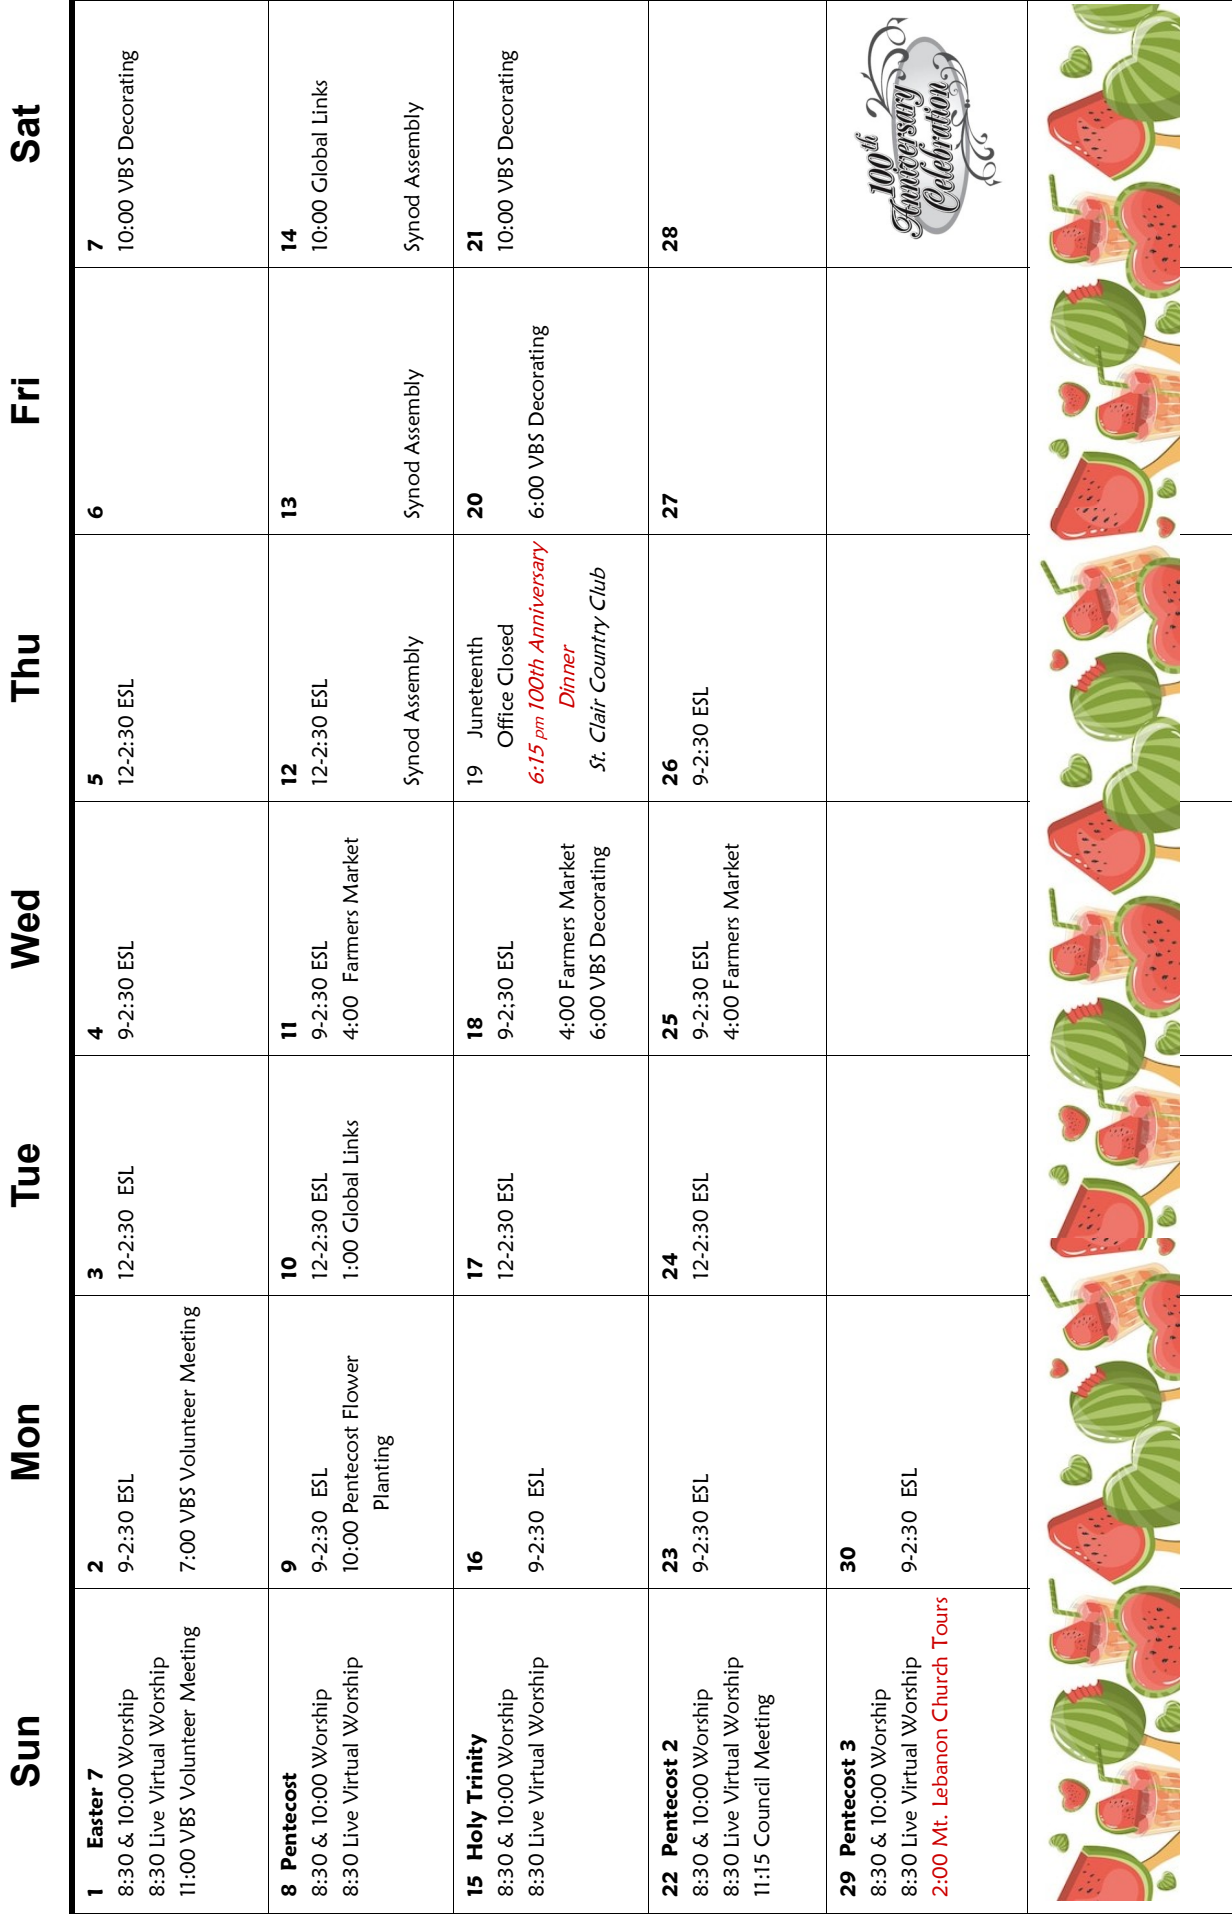 Sun Mon Tue Wed Thu Fri Sat
1 Easter 7
8:30 & 10:00 Worship
8:30 Live Virtual Worship
11:00 VBS Volunteer Meeting
2
9-2:30 ESL
7:00 VBS Volunteer Meeting
3
12-2:30 ESL
4
9-2:30 ESL
5
12-2:30 ESL
6
7
10:00 VBS Decorating
8 Pentecost
8:30 & 10:00 Worship
8:30 Live Virtual Worship
9
9-2:30 ESL
10:00 Pentecost Flower
Planting
10
12-2:30 ESL
1:00 Global Links
11
9-2:30 ESL
4:00 Farmers Market
12
12-2:30 ESL
Synod Assembly
13
Synod Assembly
14
10:00 Global Links
Synod Assembly
15 Holy Trinity
8:30 & 10:00 Worship
8:30 Live Virtual Worship
16
9-2:30 ESL
17
12-2:30 ESL
18
9-2;30 ESL
4:00 Farmers Market
6;00 VBS Decorating
19 Juneteenth
Office Closed
6:15 pm 100th Anniversary
Dinner
St. Clair Country Club
20
6:00 VBS Decorating
21
10:00 VBS Decorating
22 Pentecost 2
8:30 & 10:00 Worship
8:30 Live Virtual Worship
11:15 Council Meeting
23
9-2:30 ESL
24
12-2:30 ESL
25
9-2:30 ESL
4:00 Farmers Market
26
9-2:30 ESL
27
28
29 Pentecost 3
8:30 & 10:00 Worship
8:30 Live Virtual Worship
2:00 Mt. Lebanon Church Tours
30
9-2:30 ESL
100th
Anniversary
Celebration